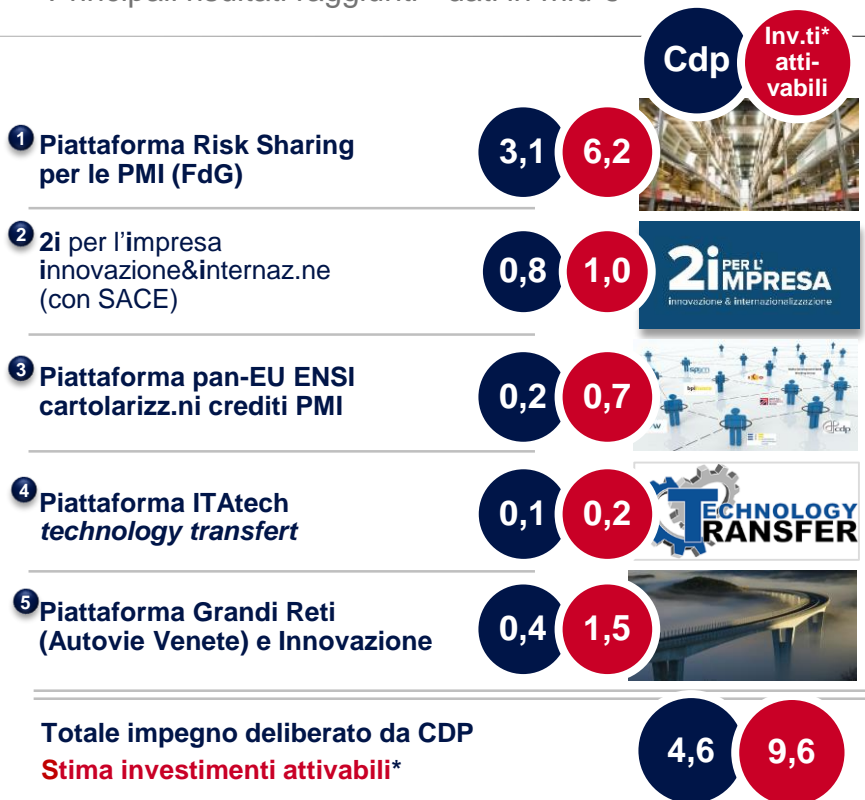 Cdp
Inv.ti*
atti-
vabili
1 Piattaforma Risk Sharing
per le PMI (FdG)
3,1 6,2
2 2i per l'impresa
innovazione&internaz.ne
(con SACE)
0,8 1,0
2i PER L'
IMPRESA
innovazione & internazionalizzazione
3 Piattaforma pan-EU ENSI
cartolarizz.ni crediti PMI
0,2 0,7
cdp
4 Piattaforma ITAtech
technology transfert
0,1 0,2
TECHNOLOGY
TRANSFER
5 Piattaforma Grandi Reti
(Autovie Venete) e Innovazione
0,4 1,5
Totale impegno deliberato da CDP
Stima investimenti attivabili*
4,6 9,6